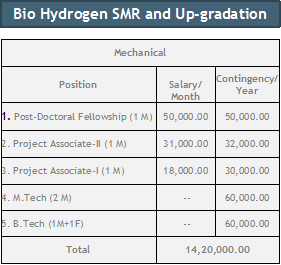 Bio Hydrogen SMR and Up-gradation
Mechanical
Position Salary/ Month Contingency/ Year
1. Post-Doctoral Fellowship (1 M) 50,000.00 50,000.00
2. Project Associate-II (1 M) 31,000.00 32,000.00
3. Project Associate-I (1 M) 18,000.00 30,000.00
4. M.Tech (2 M) -- 60,000.00
5. B.Tech (1M+1F) -- 60,000.00
Total 14,20,000.00